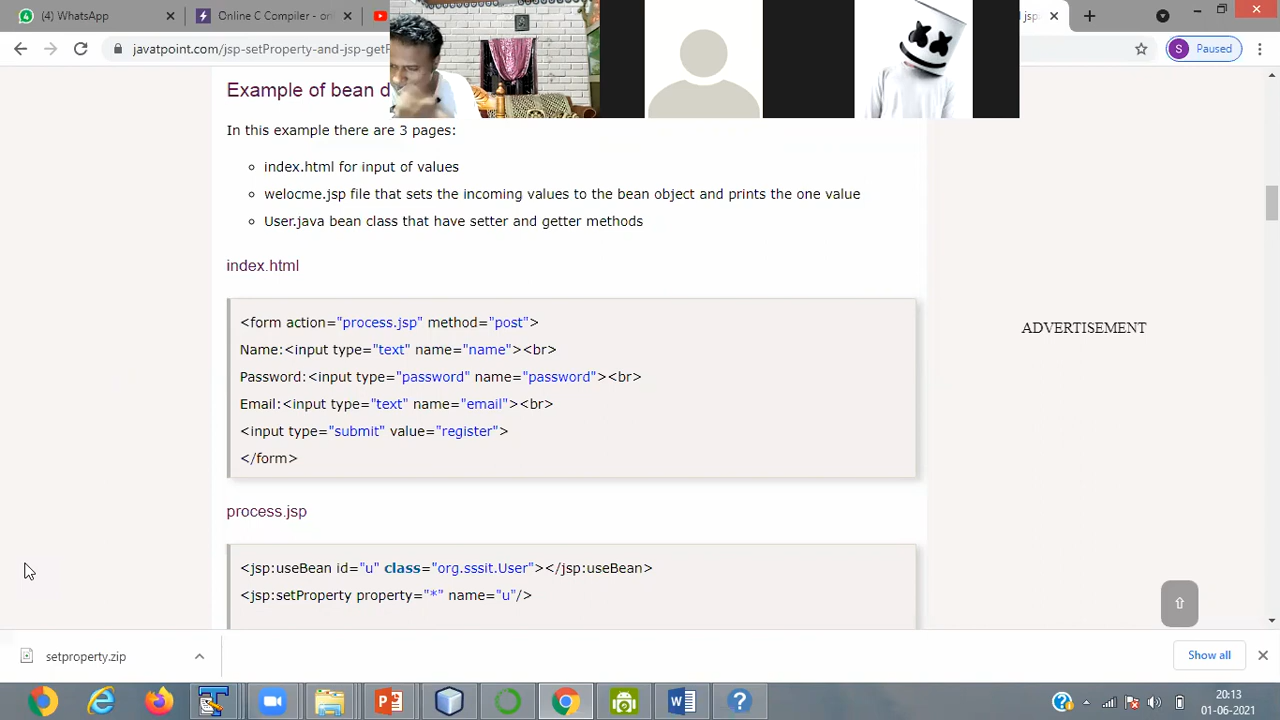 (4) WhatsApp
Online
jsp:
javatpoint.com/jsp-setProperty-and-jsp-getP
S Paused
Example of bean d
In this example there are 3 pages:
index.html for input of values
welocme.jsp file that sets the incoming values to the bean object and prints the one value
User.java bean class that have setter and getter methods
index.html
<form action="process.jsp" method="post">
Name:<input type="text" name="name"><br>
Password:<input type="password" name="password"><br>
Email:<input type="text" name="email"><br>
<input type="submit" value="register">
</form>
ADVERTISEMENT
process.jsp
<jsp:useBean id="u" class="org.sssit.User"></jsp:useBean>
<jsp:setProperty property="*" name="u"/>
setproperty.zip
Show all
20:13
01-06-2021